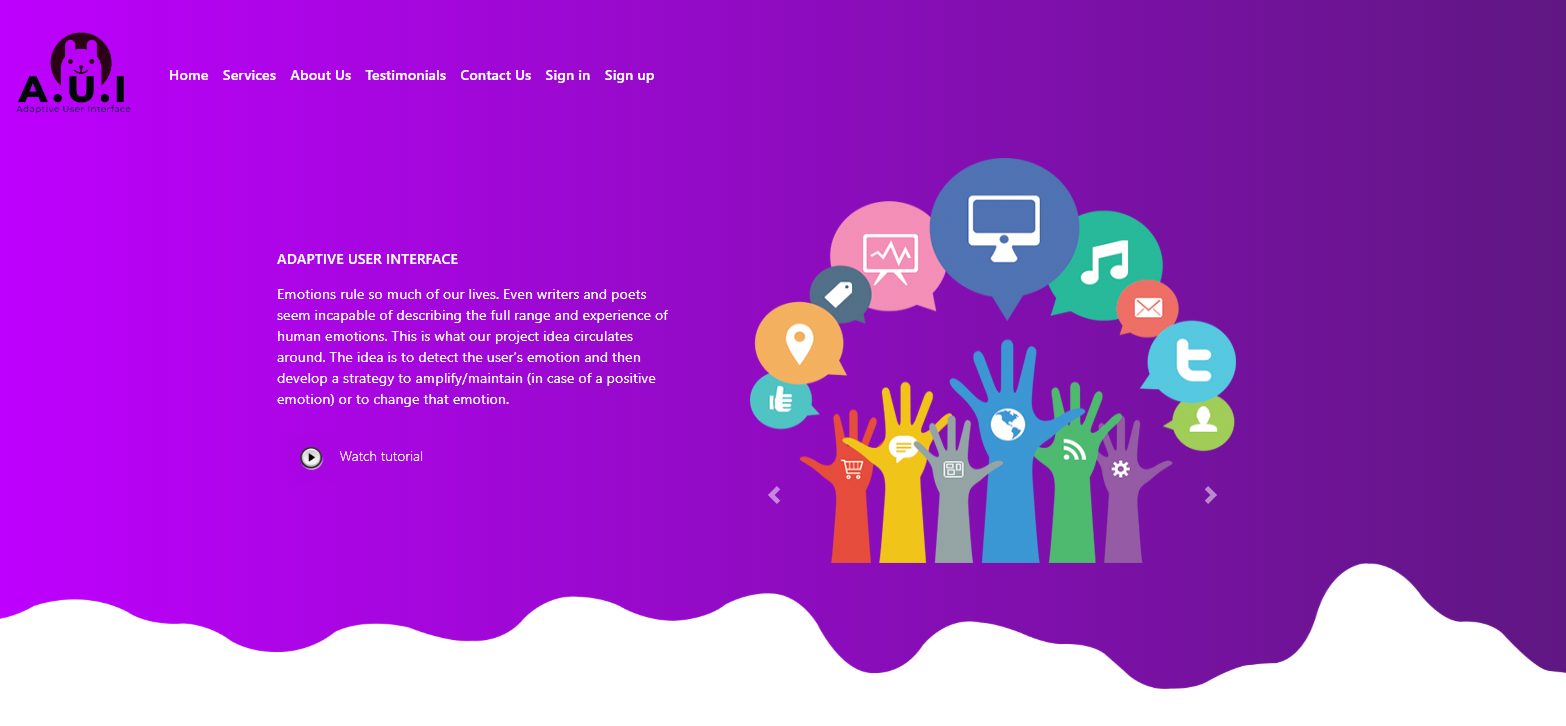 A.U.I
Adaptive User Interface
Home Services About Us Testimonials Contact Us Sign in Sign up
ADAPTIVE USER INTERFACE
Emotions rule so much of our lives. Even writers and poets
seem incapable of describing the full range and experience of
human emotions. This is what our project idea circulates
around. The idea is to detect the user’s emotion and then
develop a strategy to amplify/maintain (in case of a positive
emotion) or to change that emotion.
Watch tutorial